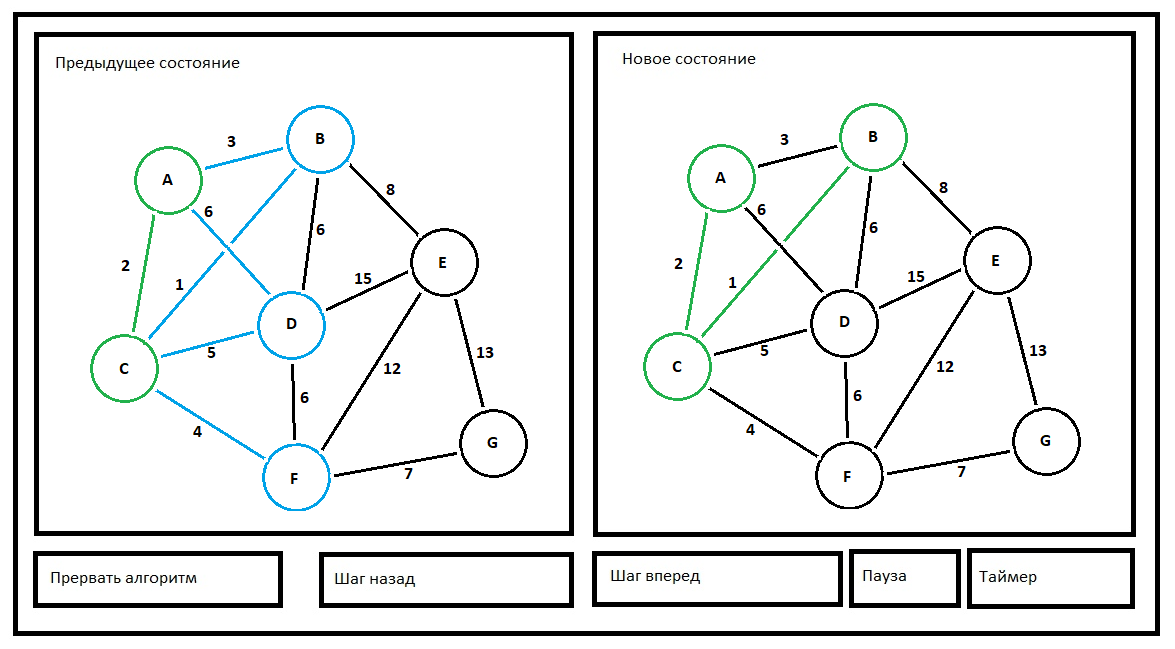 Предыдущее состояние
3
B
A
8
6
6
2
1
E
15
D
5
C
13
12
6
4
G
F
7
Новое состояние
3
B
A
8
6
6
2
1
E
15
D
5
C
13
12
6
4
G
F
7
Прервать алгоритм
Шаг назад
Шаг вперед
Пауза
Таймер